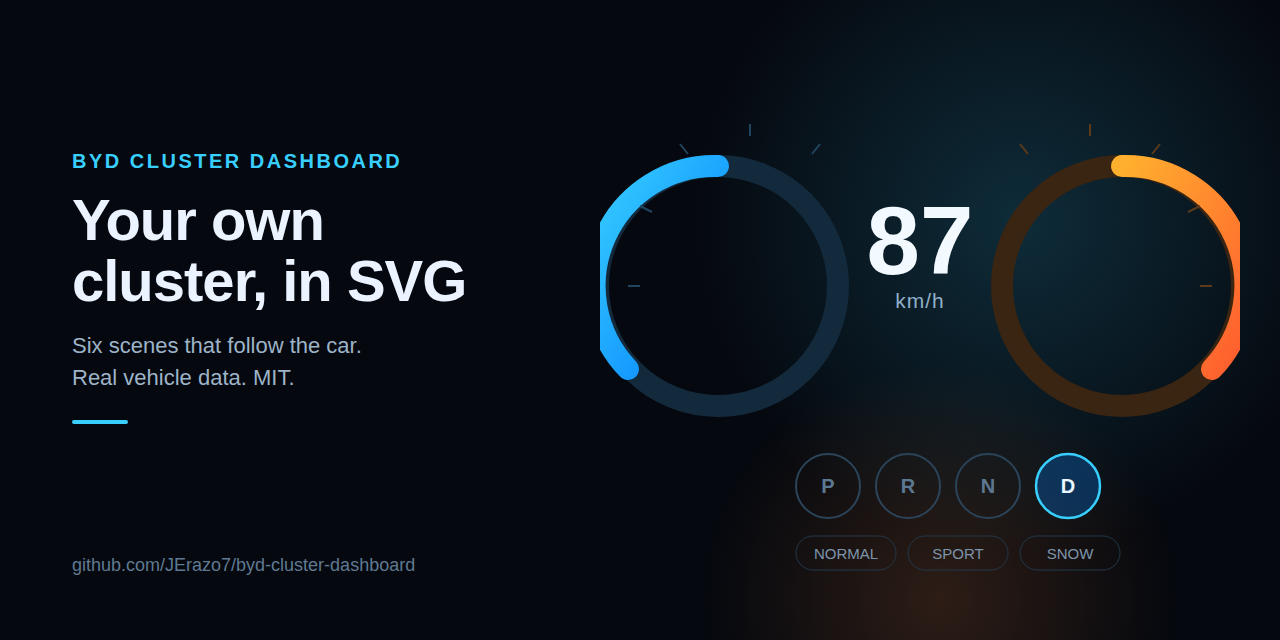 BYD CLUSTER DASHBOARD
Your own
cluster, in SVG
Six scenes that follow the car.
Real vehicle data. MIT.
github.com/JErazo7/byd-cluster-dashboard
87
km/h
P R N D
NORMAL SPORT SNOW